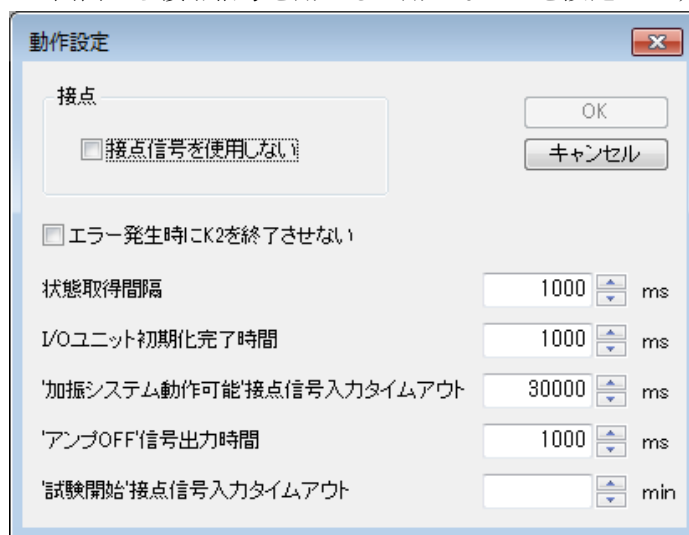 動作設定
接点
接点信号を使用しない
OK
キャンセル
エラー発生時にK2を終了させない
状態取得間隔 1000 ms
I/Oユニット初期化完了時間 1000 ms
'加振システム動作可能'接点信号入力タイムアウト 30000 ms
'アンプOFF'信号出力時間 1000 ms
'試験開始'接点信号入力タイムアウト min